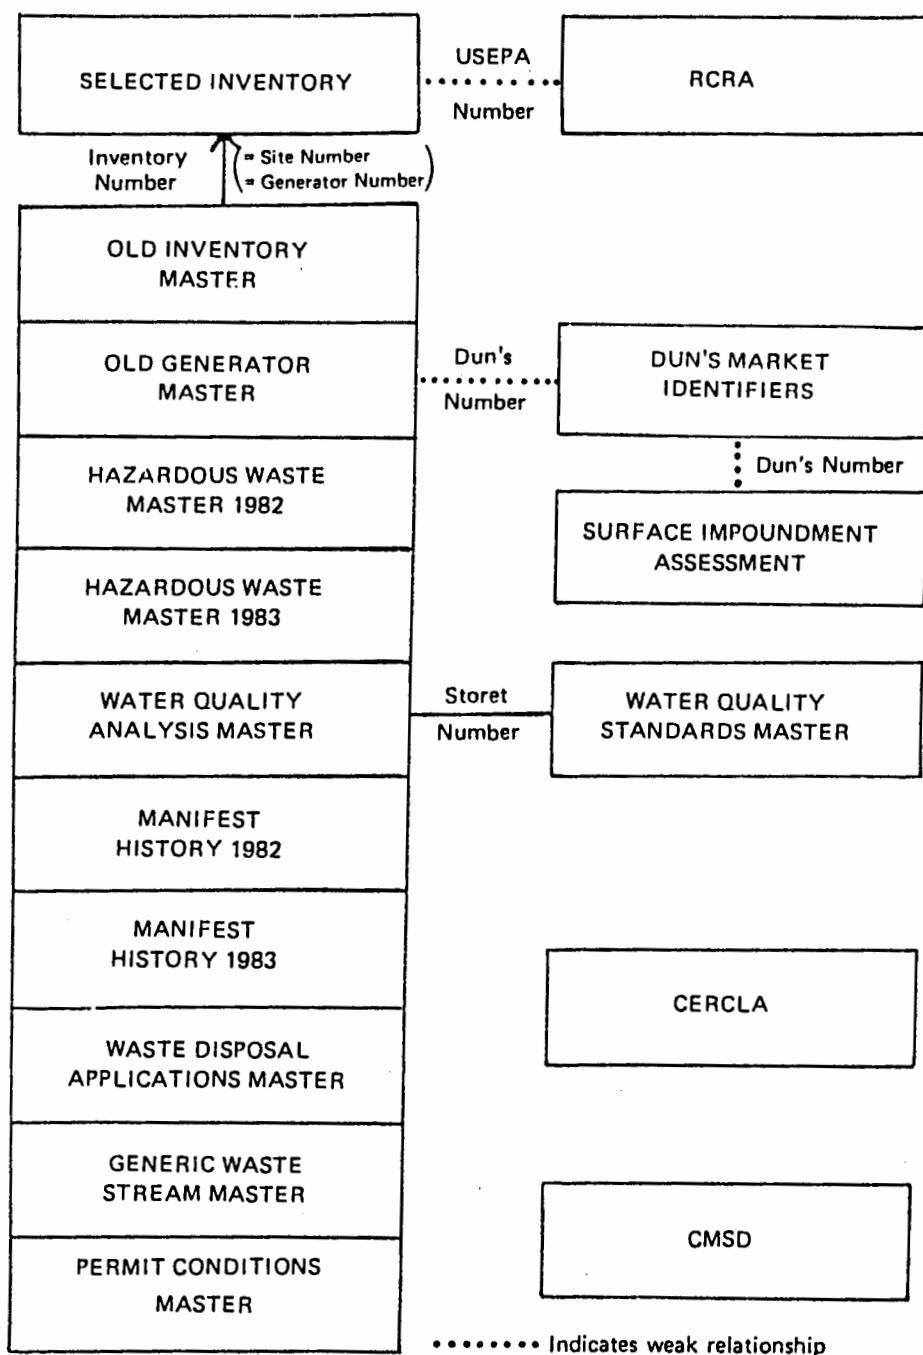 SELECTED INVENTORY
USEPA
Number
RCRA
Inventory
Number
(= Site Number
= Generator Number)
OLD INVENTORY
MASTER
OLD GENERATOR
MASTER
Dun's
Number
DUN'S MARKET
IDENTIFIERS
Dun's Number
HAZARDOUS WASTE
MASTER 1982
SURFACE IMPOUNDMENT
ASSESSMENT
HAZARDOUS WASTE
MASTER 1983
WATER QUALITY
ANALYSIS MASTER
Storet
Number
WATER QUALITY
STANDARDS MASTER
MANIFEST
HISTORY 1982
MANIFEST
HISTORY 1983
CERCLA
WASTE DISPOSAL
APPLICATIONS MASTER
GENERIC WASTE
STREAM MASTER
CMSD
PERMIT CONDITIONS
MASTER
•••••••• Indicates weak relationship